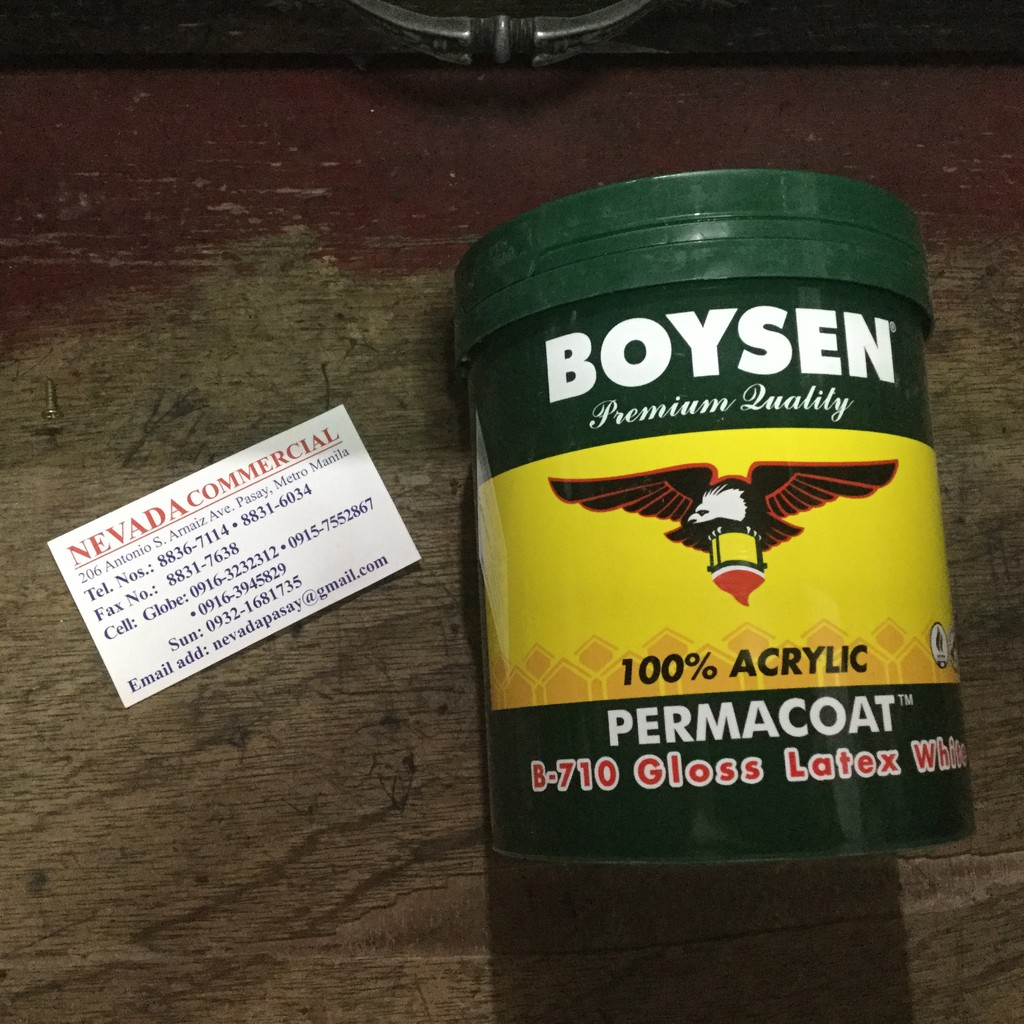 NEVADA COMMERCIAL
206 Antonio S. Arnaiz Ave. Pasay, Metro Manila
Tel. Nos.: 8836-7114 • 8831-6034
Fax No.: 8831-7638
Cell: Globe: 0916-3232312 • 0915-7552867
• 0916-3945829
Sun: 0932-1681735
Email add: nevadapasay@gmail.com
BOYSEN®
Premium Quality
100% ACRYLIC
PERMACOAT™
B-710 Gloss Latex White